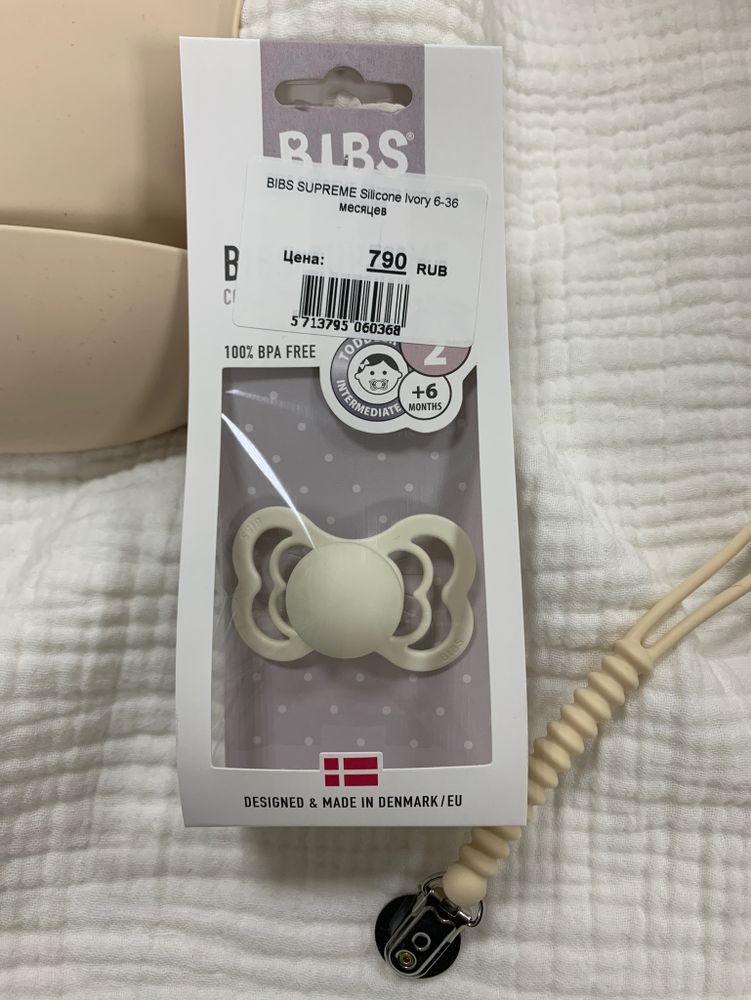 BIBS®
BIBS SUPREME Silicone Ivory 6-36
месяцев
Цена: 790 RUB
5 713795 060368
100% BPA FREE
2
INTERMEDIATE
+6
MONTHS
BIBS
BIBS
DESIGNED & MADE IN DENMARK/EU